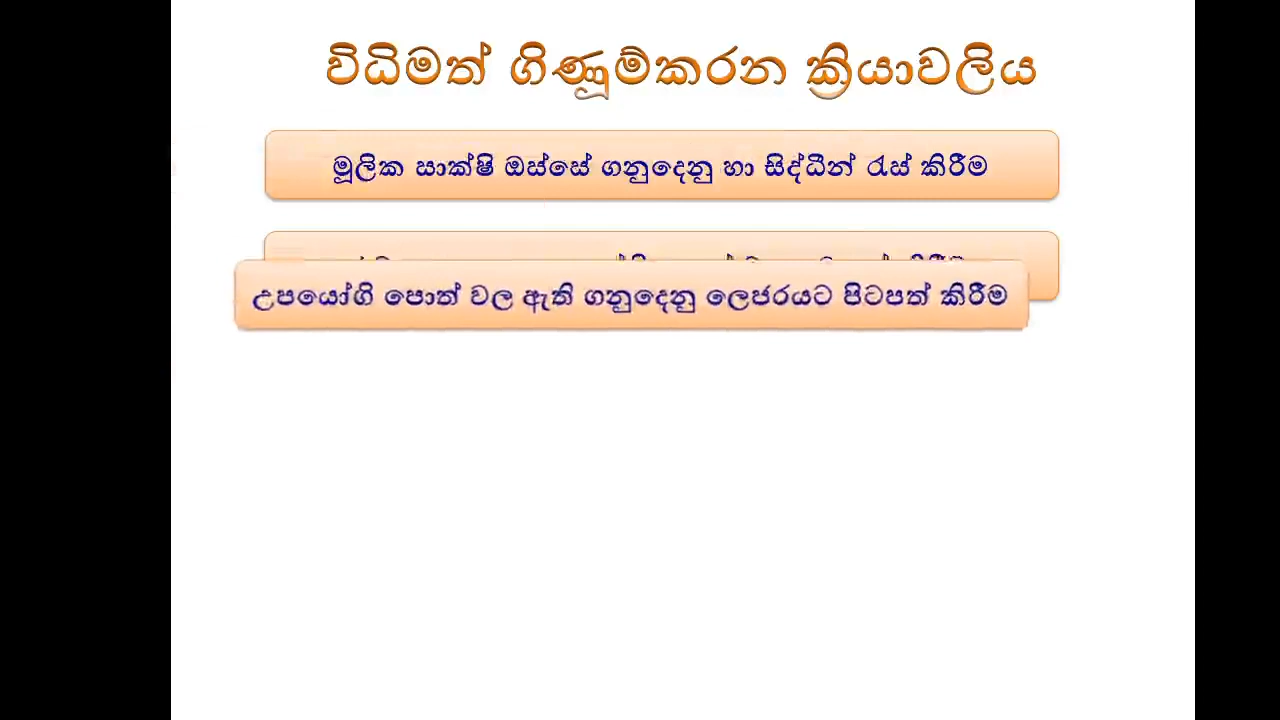 විධිමත් ගිණුම්කරන ක්‍රියාවලිය
මූලික සාක්ෂි ඔස්සේ ගනුදෙනු හා සිද්ධීන් රැස් කිරීම
උපයෝගි පොත් වල ඇති ගනුදෙනු ලෙජරයට පිටපත් කිරීම